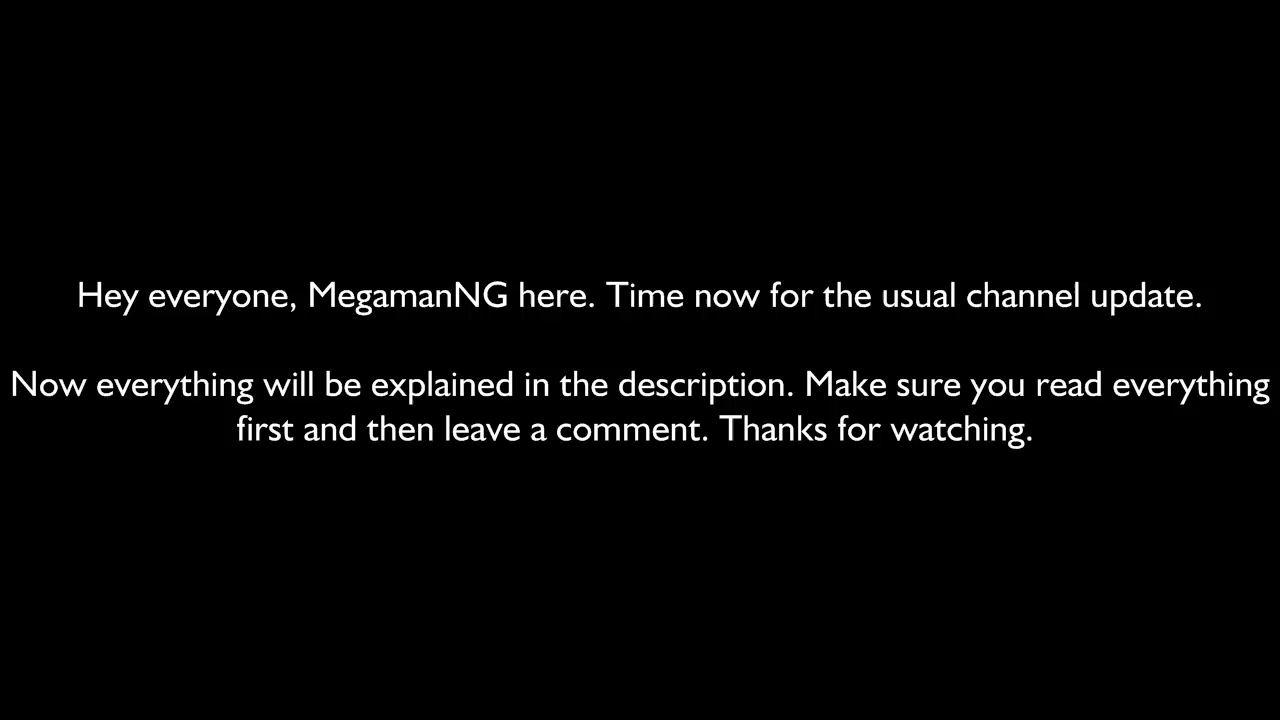 Hey everyone, MegamanNG here. Time now for the usual channel update.
Now everything will be explained in the description. Make sure you read everything
first and then leave a comment. Thanks for watching.